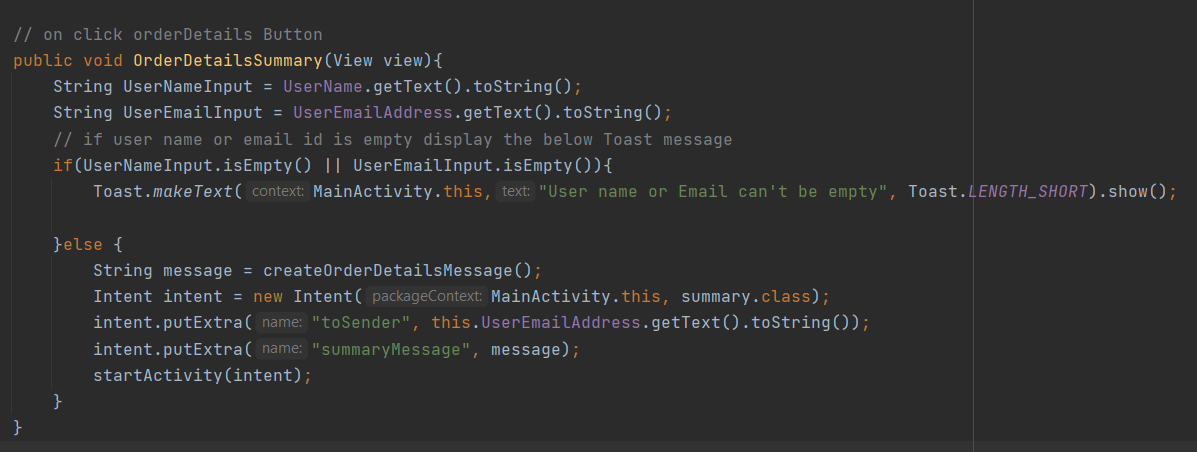 // on click orderDetails Button
public void OrderDetailsSummary(View view){
String UserNameInput = UserName.getText().toString();
String UserEmailInput = UserEmailAddress.getText().toString();
// if user name or email id is empty display the below Toast message
if(UserNameInput.isEmpty() || UserEmailInput.isEmpty()){
Toast.makeText( context: MainActivity.this, text: "User name or Email can't be empty", Toast.LENGTH_SHORT).show();
}else {
String message = createOrderDetailsMessage();
Intent intent = new Intent( packageContext: MainActivity.this, summary.class);
intent.putExtra( name: "toSender", this.UserEmailAddress.getText().toString());
intent.putExtra( name: "summaryMessage", message);
startActivity(intent);
}
}